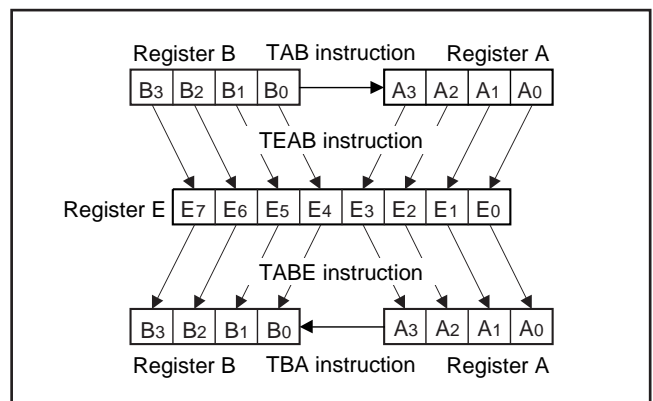 Register B TAB instruction Register A
B3 B2 B1 B0 A3 A2 A1 A0
TEAB instruction
Register E E7 E6 E5 E4 E3 E2 E1 E0
TABE instruction
B3 B2 B1 B0 A3 A2 A1 A0
Register B TBA instruction Register A